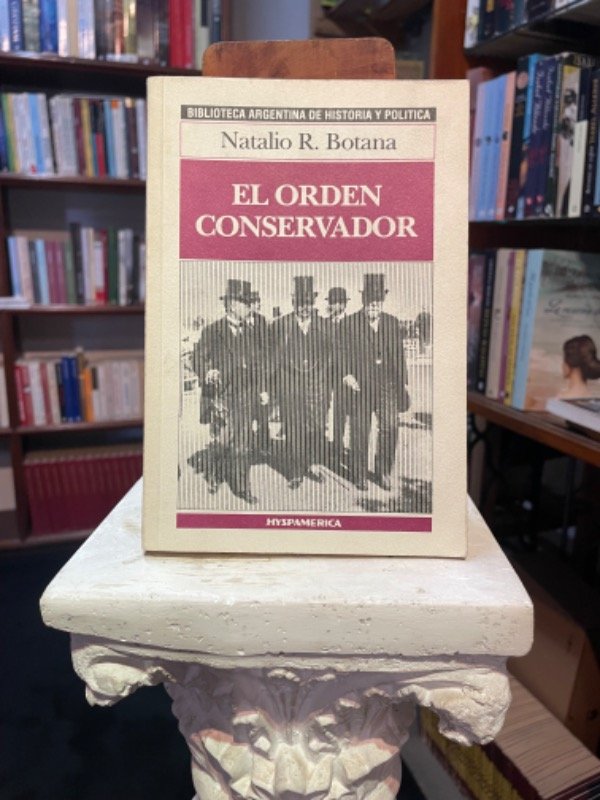 BIBLIOTECA ARGENTINA DE HISTORIA Y POLITICA
Natalio R. Botana
EL ORDEN
CONSERVADOR
HYSPAMERICA